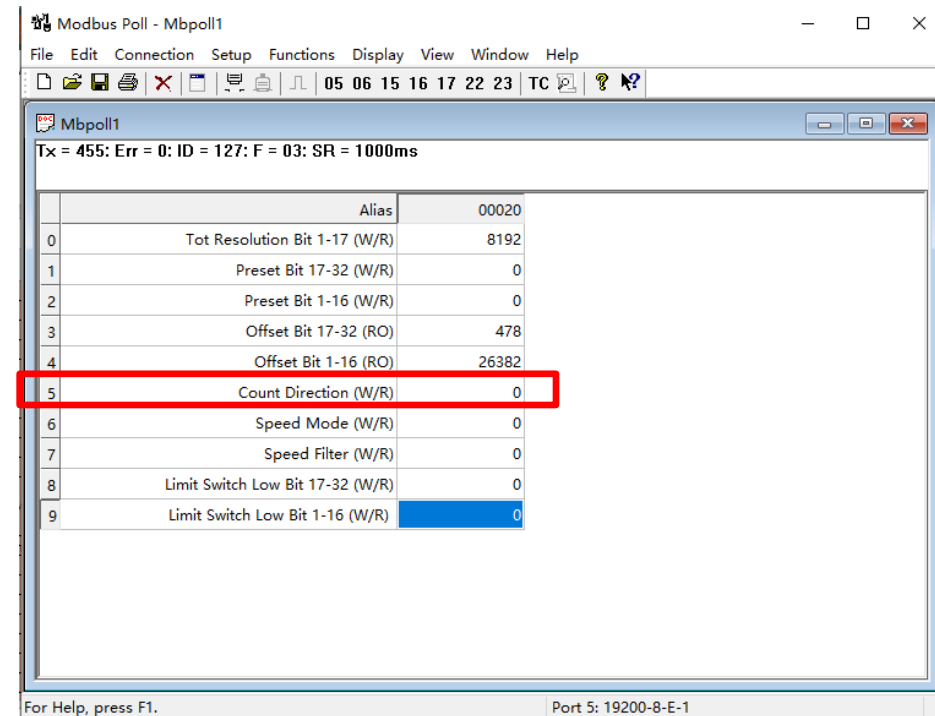 Modbus Poll - Mbpoll1
File Edit Connection Setup Functions Display View Window Help
05 06 15 16 17 22 23 TC
Mbpoll1
Tx = 455: Err = 0: ID = 127: F = 03: SR = 1000ms
Alias 00020
0 Tot Resolution Bit 1-17 (W/R) 8192
1 Preset Bit 17-32 (W/R) 0
2 Preset Bit 1-16 (W/R) 0
3 Offset Bit 17-32 (RO) 478
4 Offset Bit 1-16 (RO) 26382
5 Count Direction (W/R) 0
6 Speed Mode (W/R) 0
7 Speed Filter (W/R) 0
8 Limit Switch Low Bit 17-32 (W/R) 0
9 Limit Switch Low Bit 1-16 (W/R) 0
For Help, press F1. Port 5: 19200-8-E-1